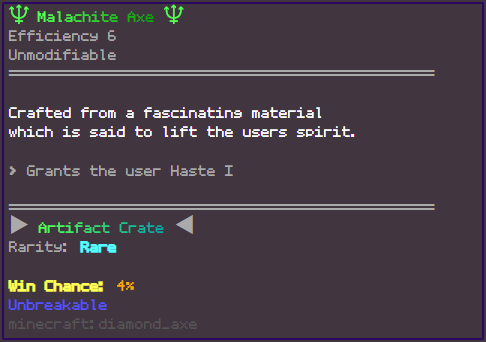 🔱 Malachite Axe 🔱
Efficiency 6
Unmodifiable
Crafted from a fascinating material
which is said to lift the users spirit.
> Grants the user Haste I
▶ Artifact Crate ◀
Rarity: Rare
Win Chance: 4%
Unbreakable
minecraft:diamond_axe